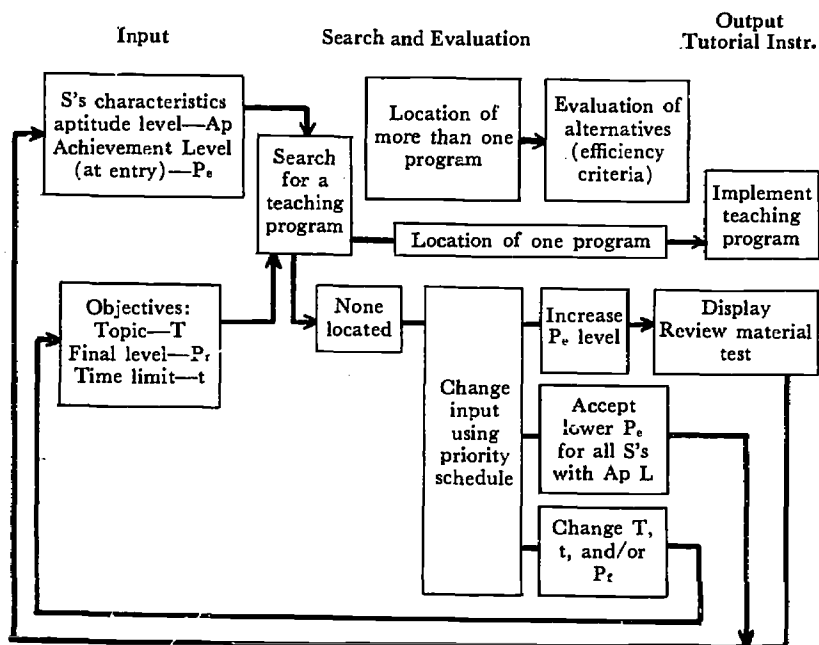 Input
Search and Evaluation
Output
Tutorial Instr.
S's characteristics
aptitude level—Ap
Achievement Level
(at entry)—Pe
Search
for a
teaching
program
Location of
more than one
program
Evaluation of
alternatives
(efficiency
criteria)
Implement
teaching
program
Location of one program
Objectives:
Topic—T
Final level—Pr
Time limit—t
None
located
Change
input
using
priority
schedule
Increase
Pe level
Display
Review material
test
Accept
lower Pe
for all S's
with Ap L
Change T,
t, and/or
Pf